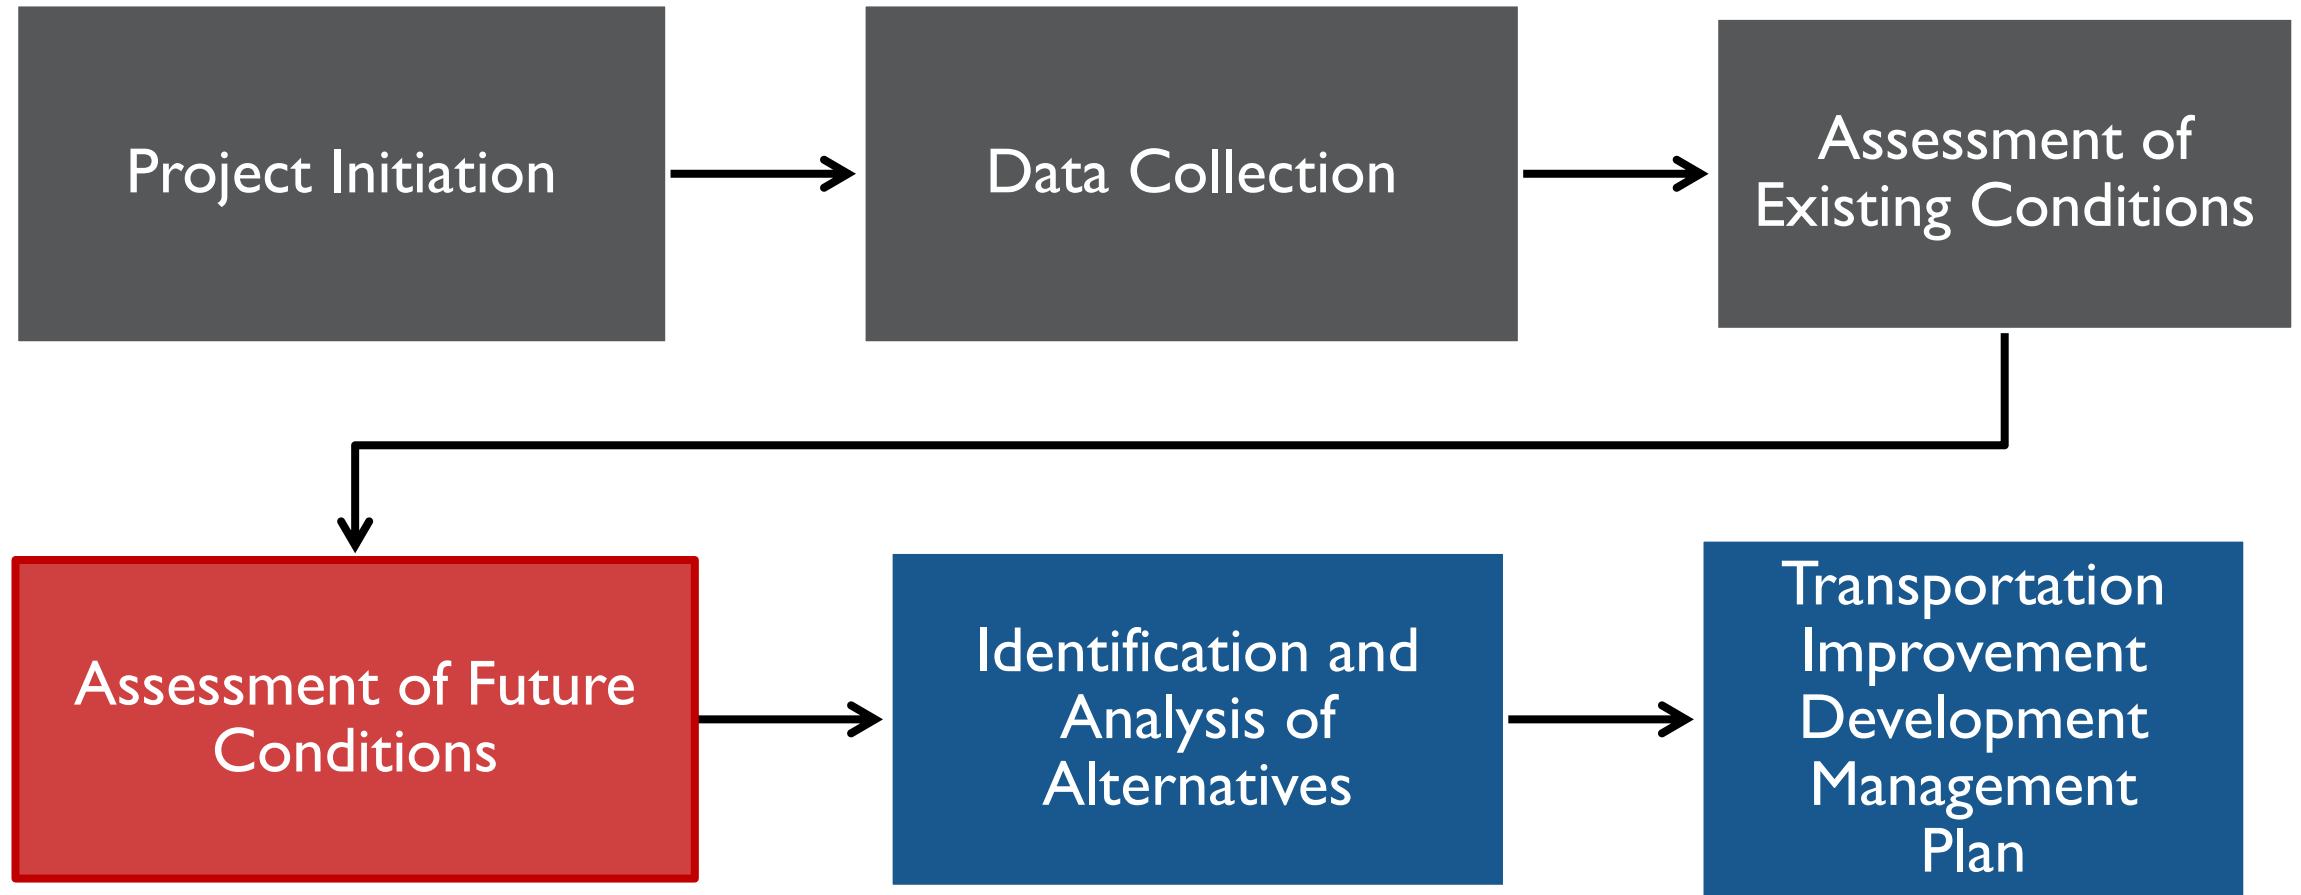 Project Initiation
Data Collection
Assessment of
Existing Conditions
Assessment of Future
Conditions
Identification and
Analysis of
Alternatives
Transportation
Improvement
Development
Management
Plan